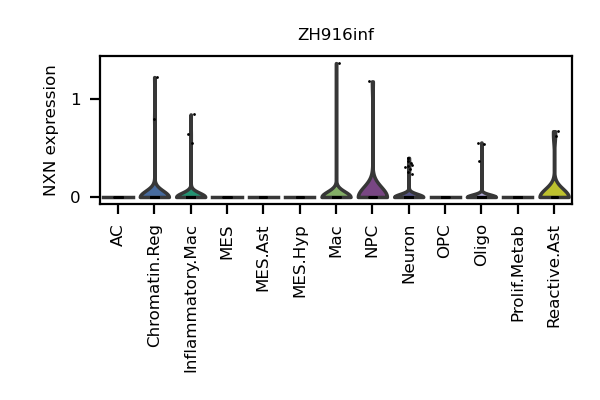 ZH916inf
NXN expression
1
0
AC
Chromatin.Reg
Inflammatory.Mac
MES
MES.Ast
MES.Hyp
Mac
NPC
Neuron
OPC
Oligo
Prolif.Metab
Reactive.Ast